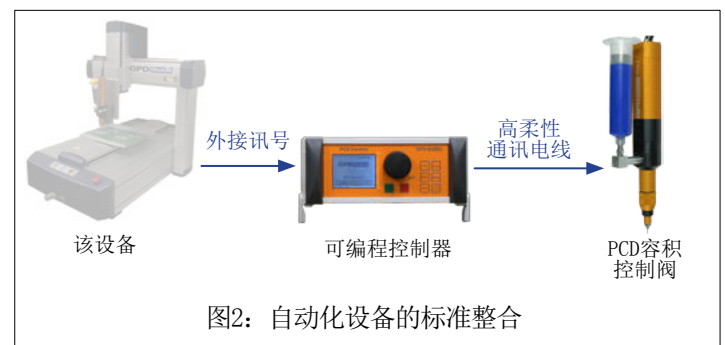 外接讯号
高柔性
通讯电线
该设备
可编程控制器
PCD容积
控制阀
图2：自动化设备的标准整合